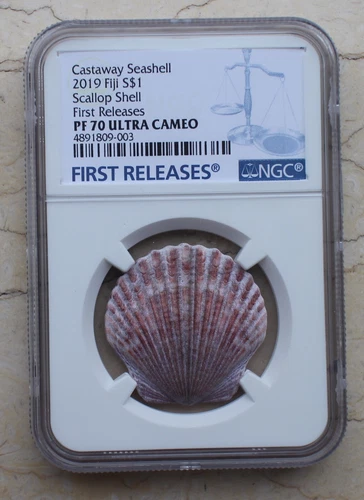 Castaway Seashell
2019 Fiji S$1
Scallop Shell
First Releases
PF 70 ULTRA CAMEO
4891809-003
FIRST RELEASES® NGC®